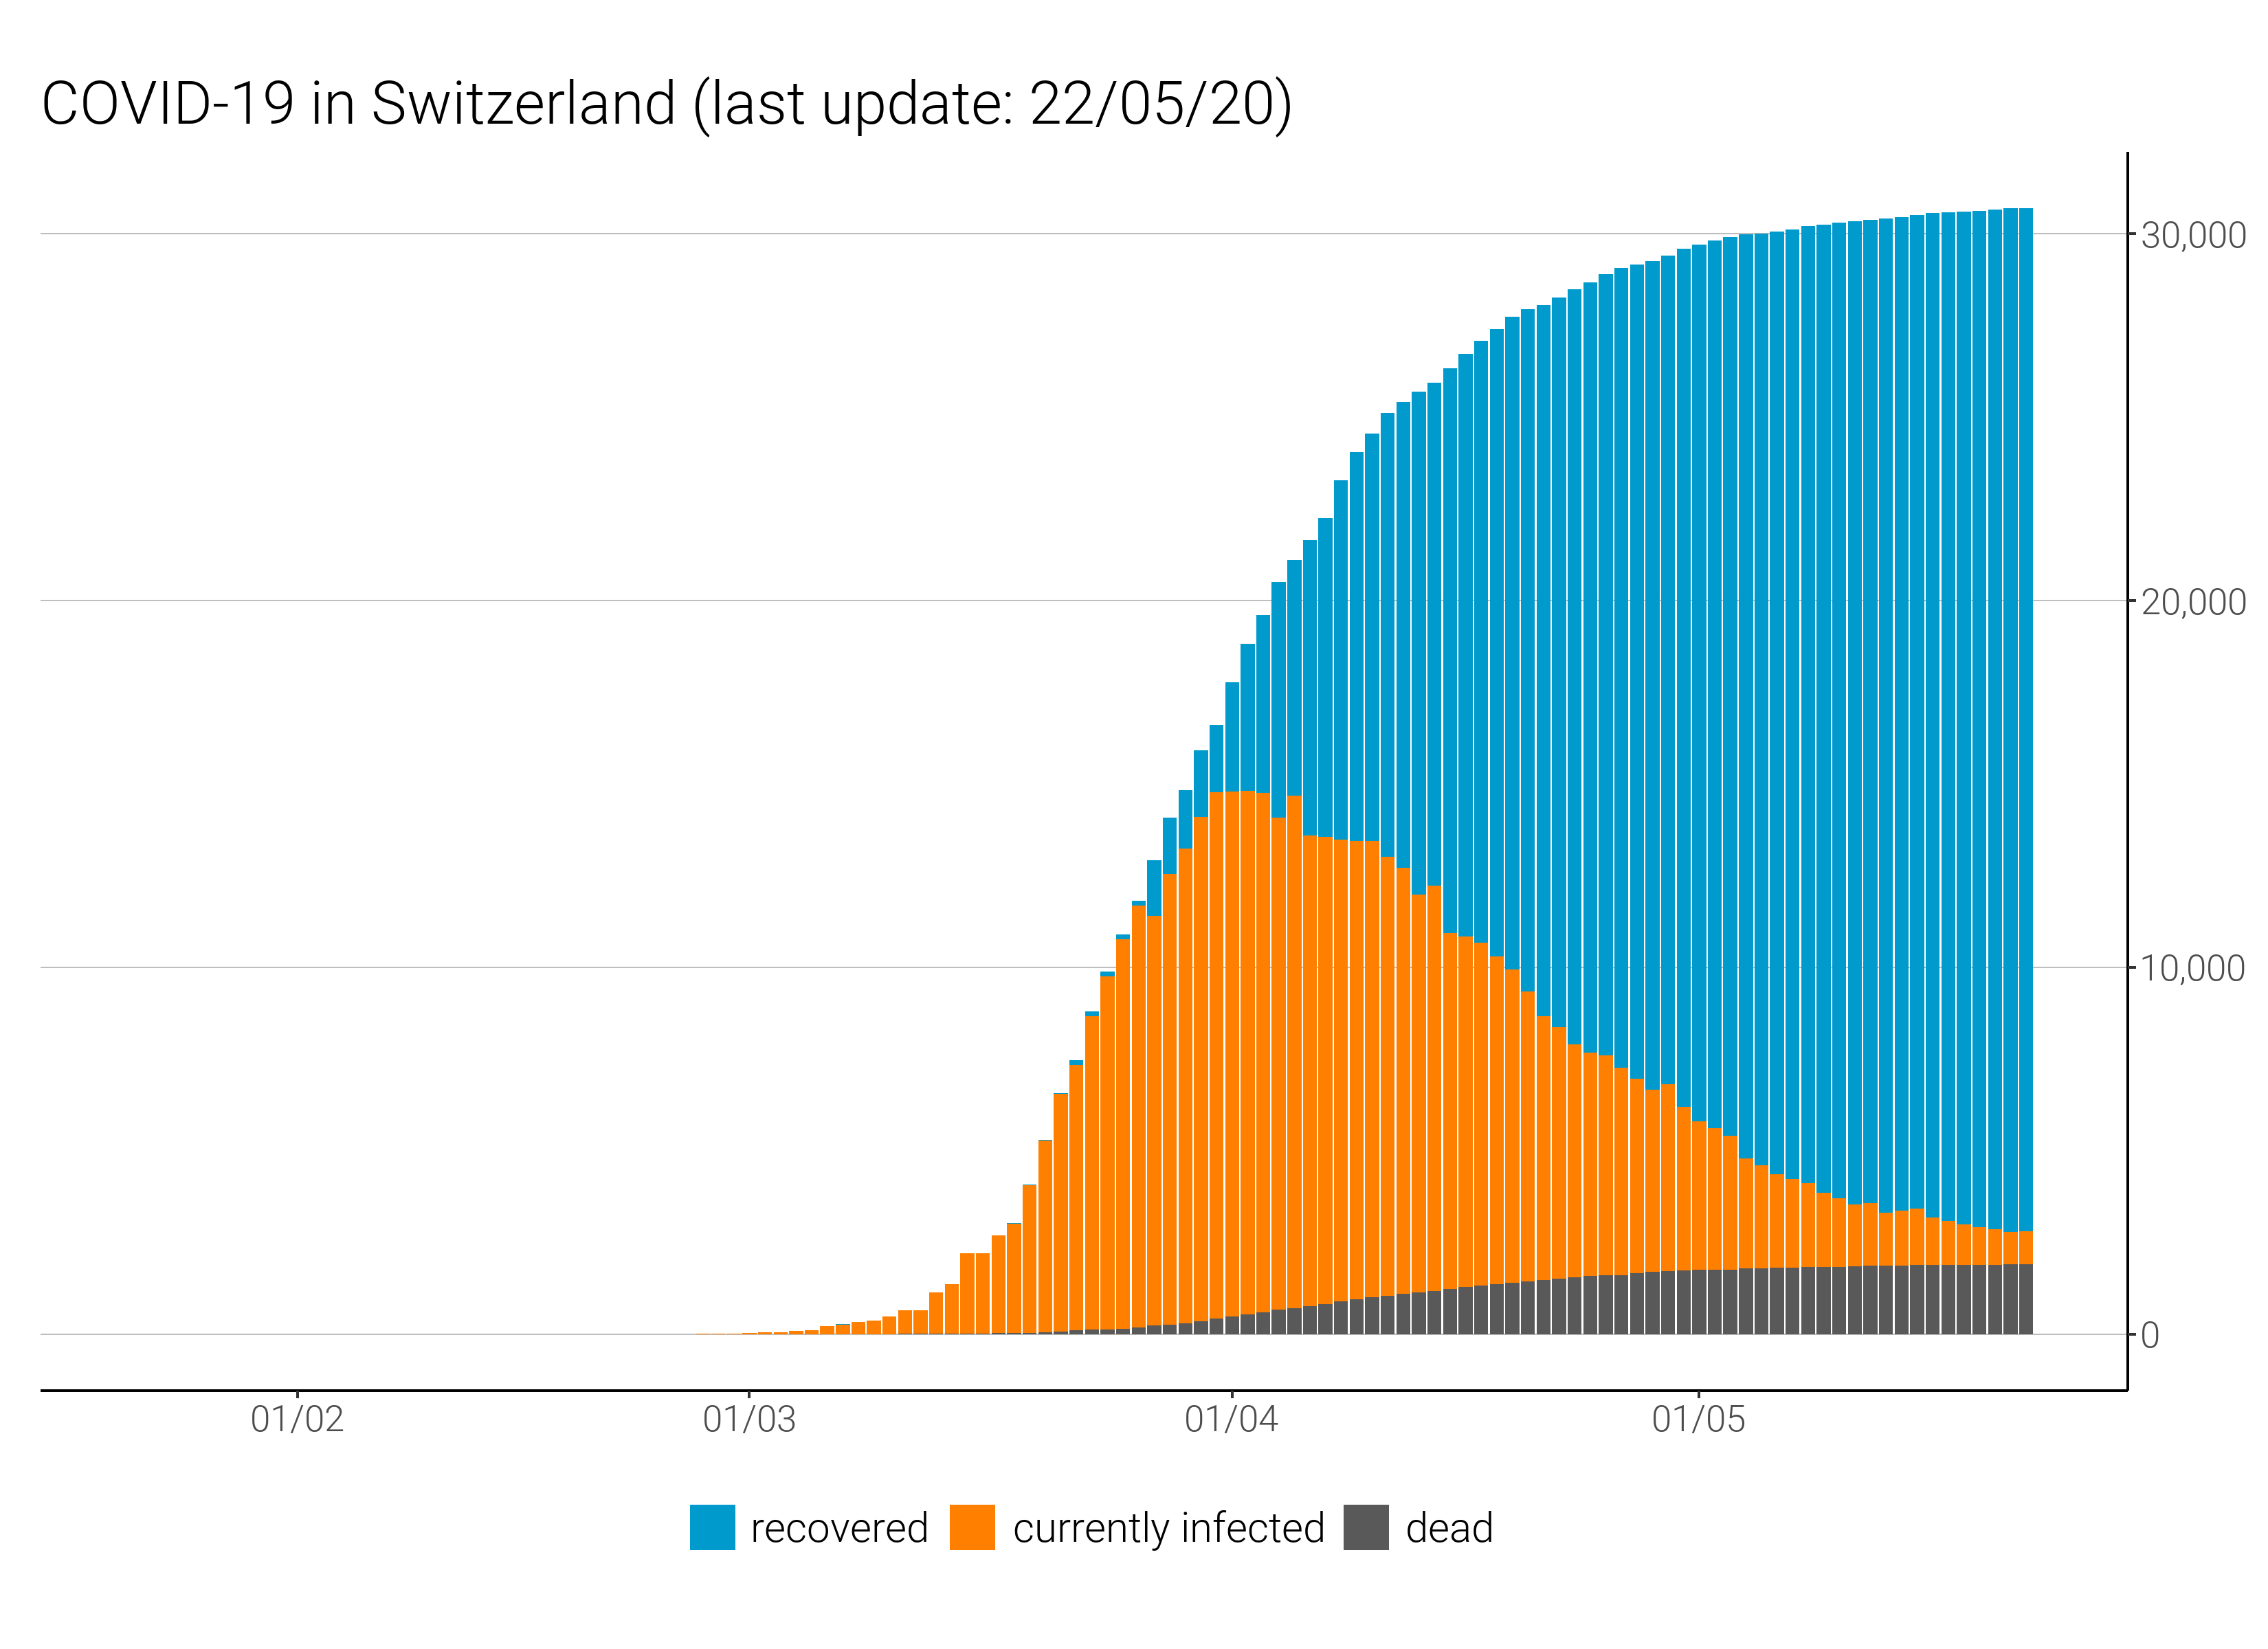 COVID-19 in Switzerland (last update: 22/05/20)
30,000
20,000
10,000
0
01/02 01/03 01/04 01/05
recovered currently infected dead